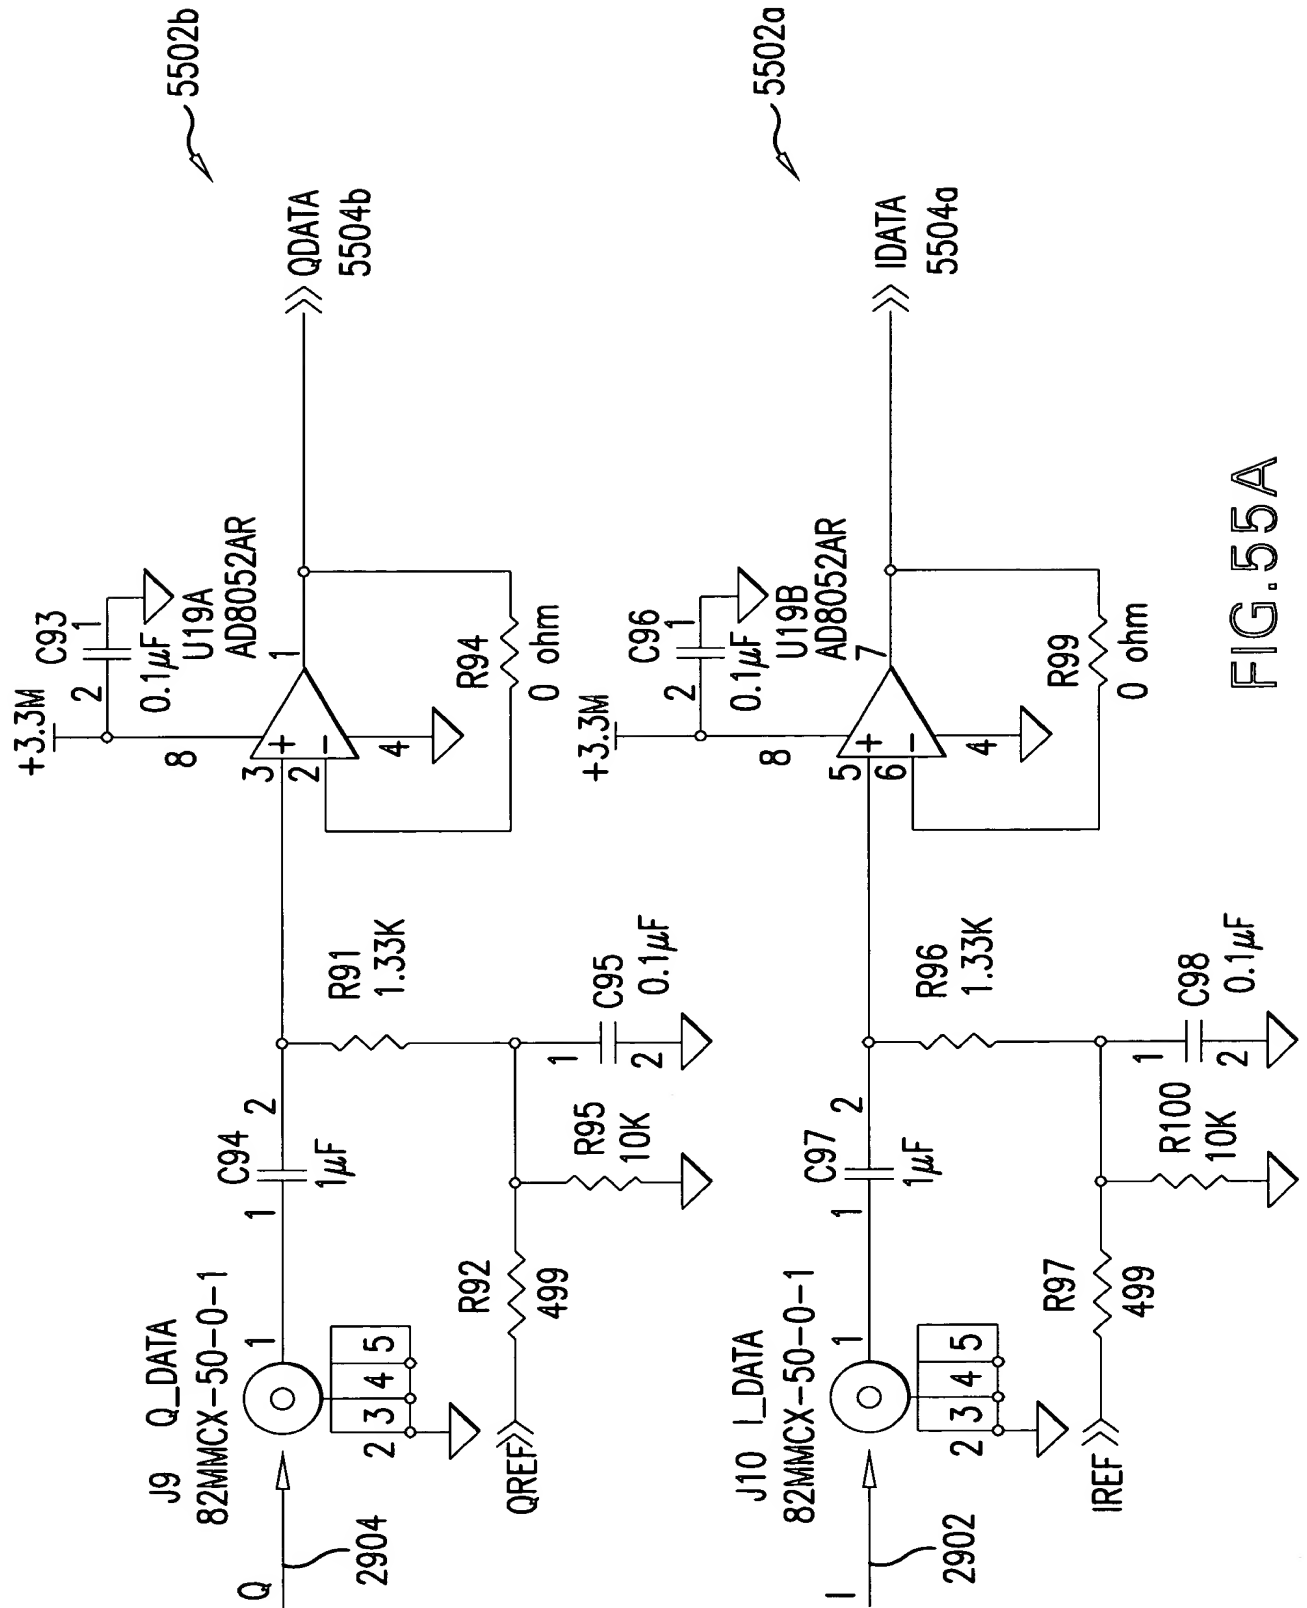 5502b
J9 Q_DATA
82MMCX-50-0-1
Q
2904
1
2 3 4 5
1
C94
2
1µF
QREF
R92
499
R95
10K
R91
1.33K
1
C95
2
0.1µF
+3.3M
2
C93
1
0.1µF
U19A
AD8052AR
8
3
+
2
-
4
1
R94
0 ohm
QDATA
5504b
5502a
J10 I_DATA
82MMCX-50-0-1
I
2902
1
2 3 4 5
1
C97
2
1µF
IREF
R97
499
R100
10K
R96
1.33K
1
C98
2
0.1µF
+3.3M
2
C96
1
0.1µF
U19B
AD8052AR
8
5
+
6
-
4
7
R99
0 ohm
IDATA
5504a
FIG.55A